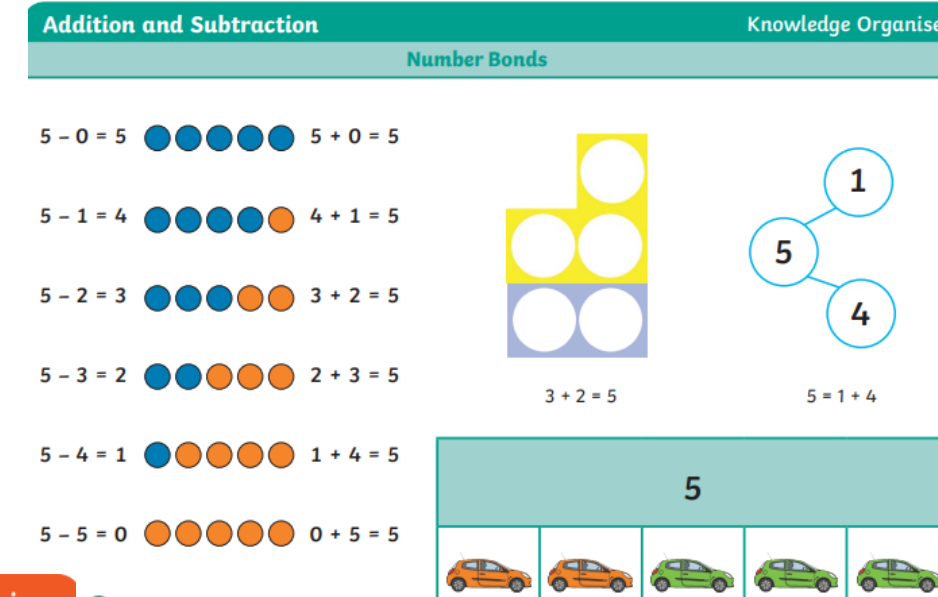 Addition and Subtraction
Knowledge Organise
Number Bonds
5 – 0 = 5 5 + 0 = 5
5 – 1 = 4 4 + 1 = 5
5 – 2 = 3 3 + 2 = 5
5 – 3 = 2 2 + 3 = 5
5 – 4 = 1 1 + 4 = 5
5 – 5 = 0 0 + 5 = 5
3 + 2 = 5
1
5
4
5 = 1 + 4
5